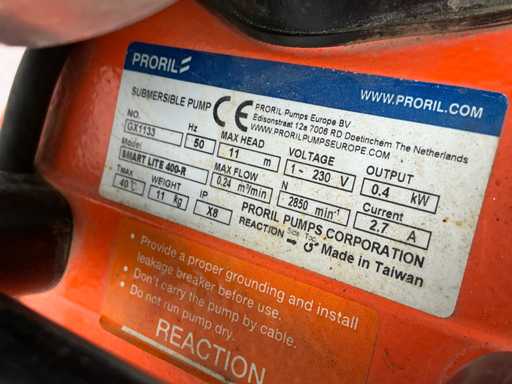 PRORIL
WWW.PRORIL.COM
SUBMERSIBLE PUMP
CE
PRORIL Pumps Europe BV
Edisonstraat 12a 7006 RD Doetinchem The Netherlands
WWW.PRORILPUMPSEUROPE.COM
NO. Hz MAX HEAD VOLTAGE OUTPUT
GX1133 50 11 m 1~ 230 V 0.4 kW
Model MAX FLOW N Current
SMART LITE 400-R 0.24 m³/min 2850 min⁻¹ 2.7 A
TMAX WEIGHT IP
40°C 11 kg X8
PRORIL PUMPS CORPORATION
REACTION Side Top Made in Taiwan
• Provide a proper grounding and install
leakage breaker before use.
• Don't carry the pump by cable.
• Do not run pump dry.
REACTION